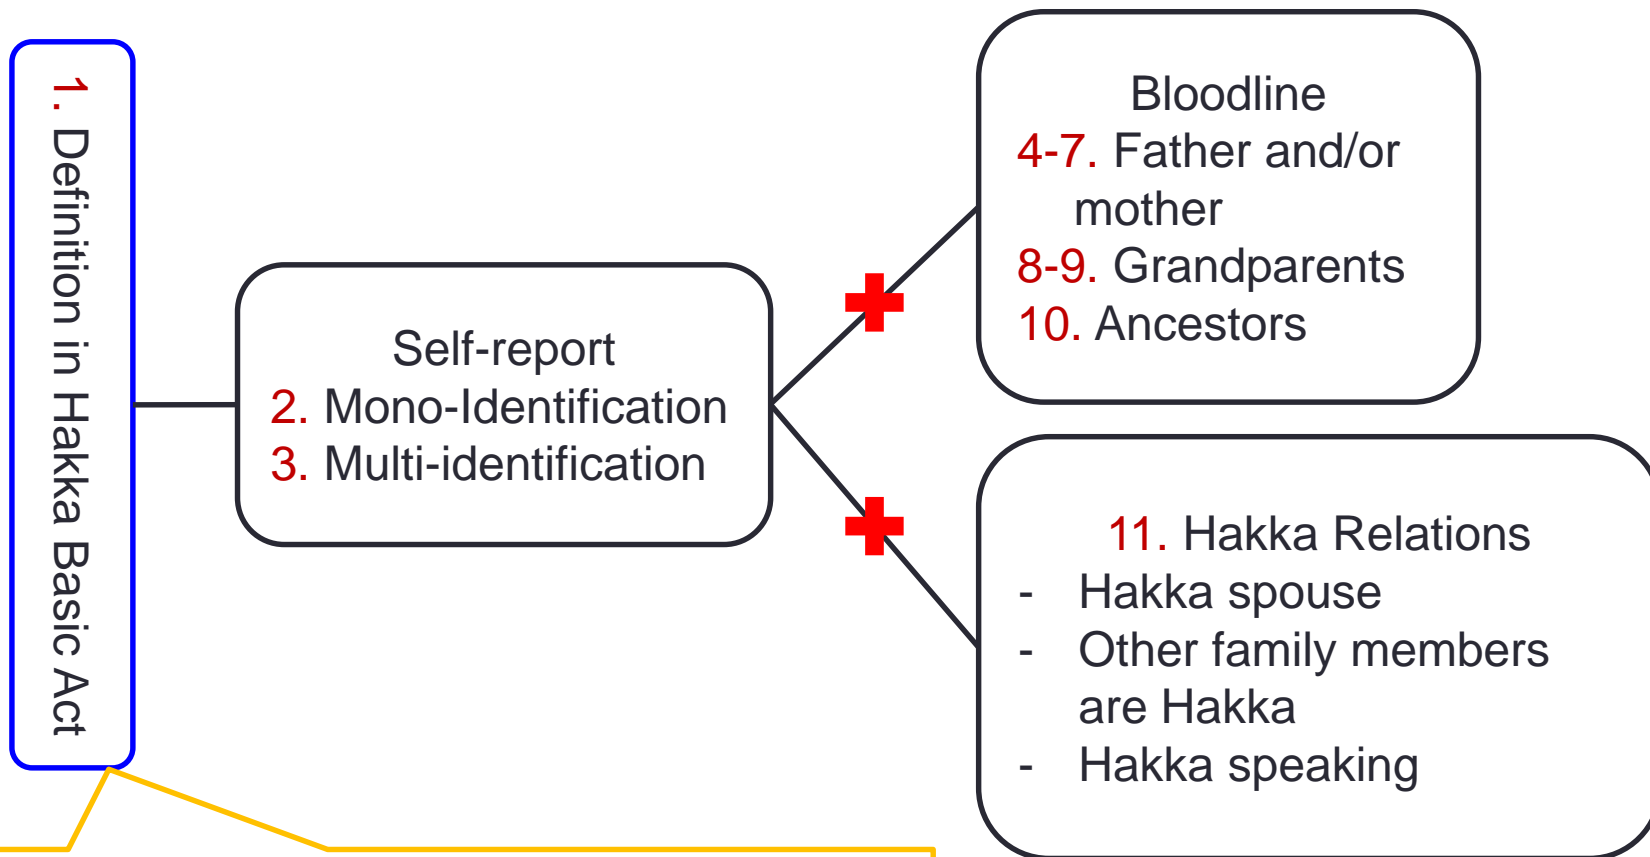 1. Definition in Hakka Basic Act
Self-report
2. Mono-Identification
3. Multi-identification
Bloodline
4-7. Father and/or
mother
8-9. Grandparents
10. Ancestors
11. Hakka Relations
- Hakka spouse
- Other family members
are Hakka
- Hakka speaking